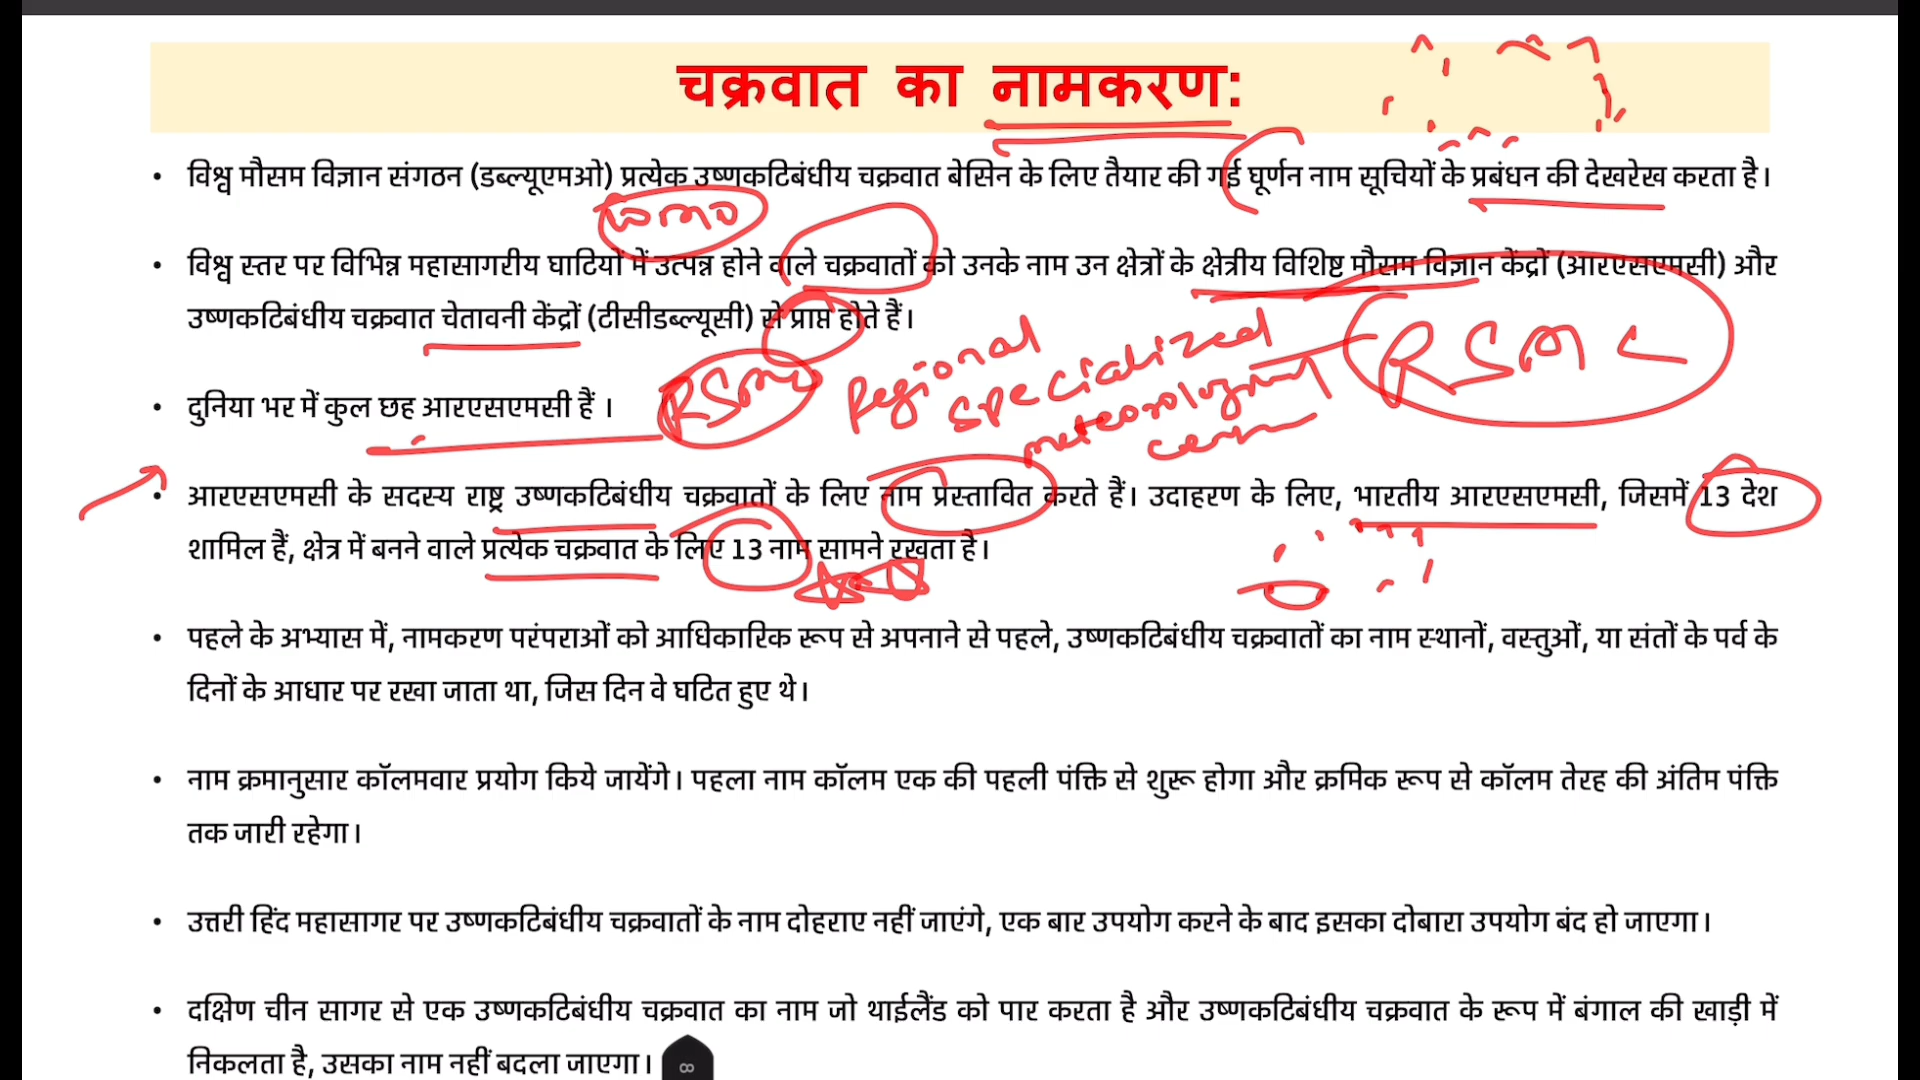 चक्रवात का नामकरण:
• विश्व मौसम विज्ञान संगठन (डब्ल्यूएमओ) प्रत्येक उष्णकटिबंधीय चक्रवात बेसिन के लिए तैयार की गई घूर्णन नाम सूचियों के प्रबंधन की देखरेख करता है।
WMO
• विश्व स्तर पर विभिन्न महासागरीय घाटियों में उत्पन्न होने वाले चक्रवातों को उनके नाम उन क्षेत्रों के क्षेत्रीय विशिष्ट मौसम विज्ञान केंद्रों (आरएसएमसी) और
उष्णकटिबंधीय चक्रवात चेतावनी केंद्रों (टीसीडब्ल्यूसी) से प्राप्त होते हैं।
RSMC
Regional
Specialized
RSMC
• दुनिया भर में कुल छह आरएसएमसी हैं ।
• आरएसएमसी के सदस्य राष्ट्र उष्णकटिबंधीय चक्रवातों के लिए नाम प्रस्तावित करते हैं। उदाहरण के लिए, भारतीय आरएसएमसी, जिसमें 13 देश
शामिल हैं, क्षेत्र में बनने वाले प्रत्येक चक्रवात के लिए 13 नाम सामने रखता है।
• पहले के अभ्यास में, नामकरण परंपराओं को आधिकारिक रूप से अपनाने से पहले, उष्णकटिबंधीय चक्रवातों का नाम स्थानों, वस्तुओं, या संतों के पर्व के
दिनों के आधार पर रखा जाता था, जिस दिन वे घटित हुए थे।
• नाम क्रमानुसार कॉलमवार प्रयोग किये जायेंगे। पहला नाम कॉलम एक की पहली पंक्ति से शुरू होगा और क्रमिक रूप से कॉलम तेरह की अंतिम पंक्ति
तक जारी रहेगा।
• उत्तरी हिंद महासागर पर उष्णकटिबंधीय चक्रवातों के नाम दोहराए नहीं जाएंगे, एक बार उपयोग करने के बाद इसका दोबारा उपयोग बंद हो जाएगा।
• दक्षिण चीन सागर से एक उष्णकटिबंधीय चक्रवात का नाम जो थाईलैंड को पार करता है और उष्णकटिबंधीय चक्रवात के रूप में बंगाल की खाड़ी में
निकलता है, उसका नाम नहीं बदला जाएगा।